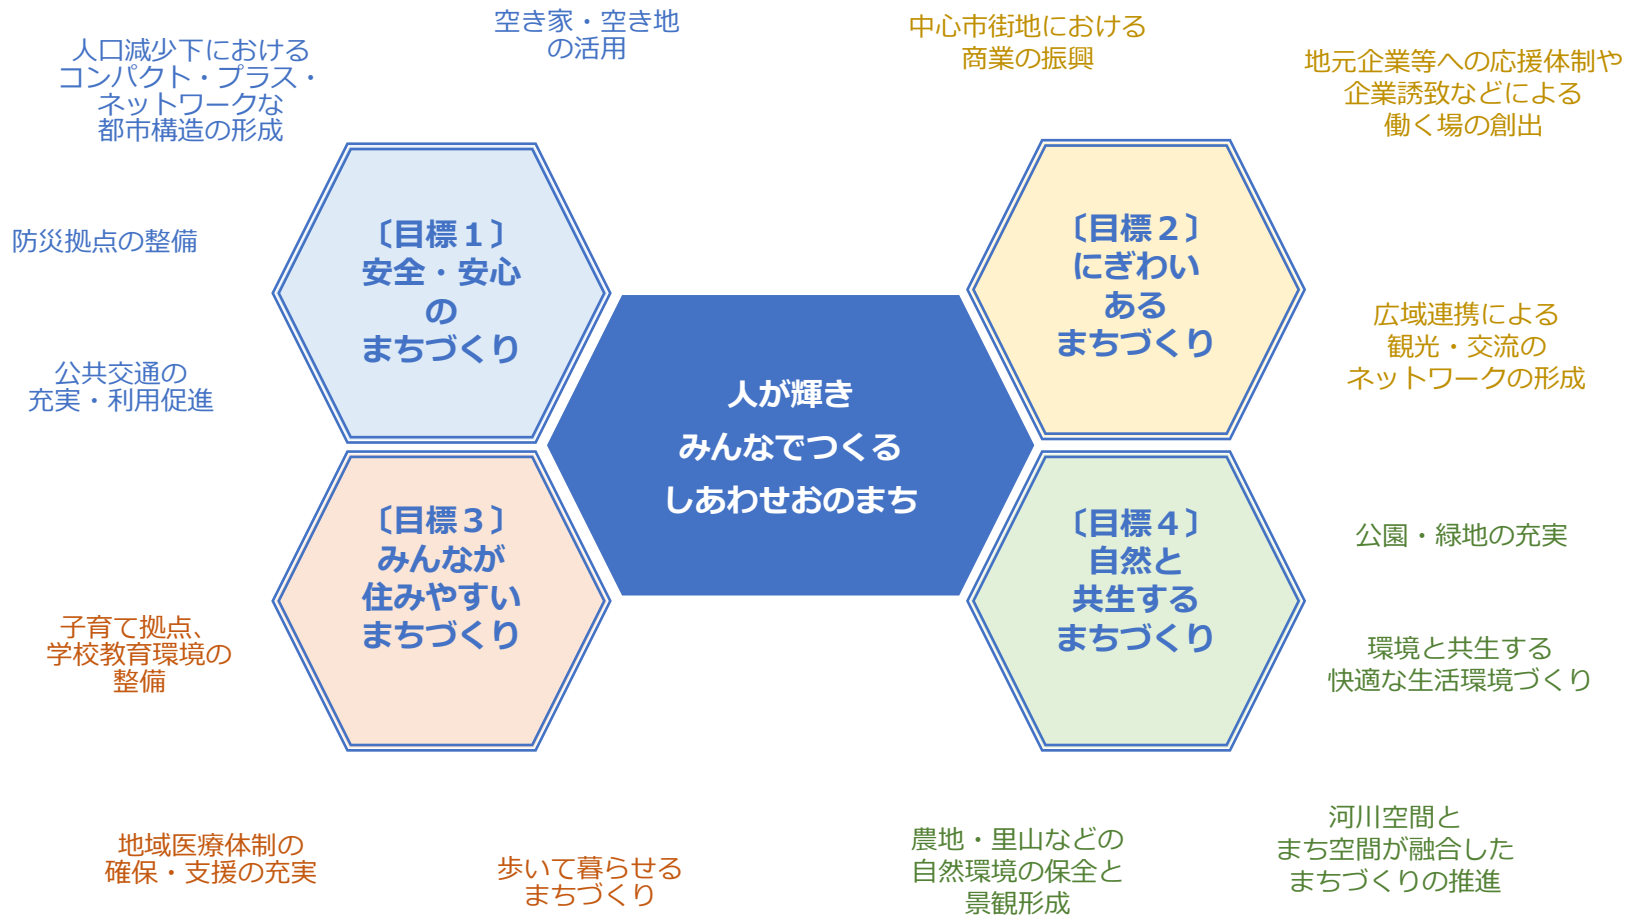 人口減少下における
コンパクト・プラス・
ネットワークな
都市構造の形成
空き家・空き地
の活用
防災拠点の整備
公共交通の
充実・利用促進
〔目標１〕
安全・安心
の
まちづくり
中心市街地における
商業の振興
地元企業等への応援体制や
企業誘致などによる
働く場の創出
広域連携による
観光・交流の
ネットワークの形成
〔目標２〕
にぎわい
ある
まちづくり
人が輝き
みんなでつくる
しあわせおのまち
〔目標３〕
みんなが
住みやすい
まちづくり
子育て拠点、
学校教育環境の
整備
地域医療体制の
確保・支援の充実
歩いて暮らせる
まちづくり
〔目標４〕
自然と
共生する
まちづくり
公園・緑地の充実
環境と共生する
快適な生活環境づくり
農地・里山などの
自然環境の保全と
景観形成
河川空間と
まち空間が融合した
まちづくりの推進